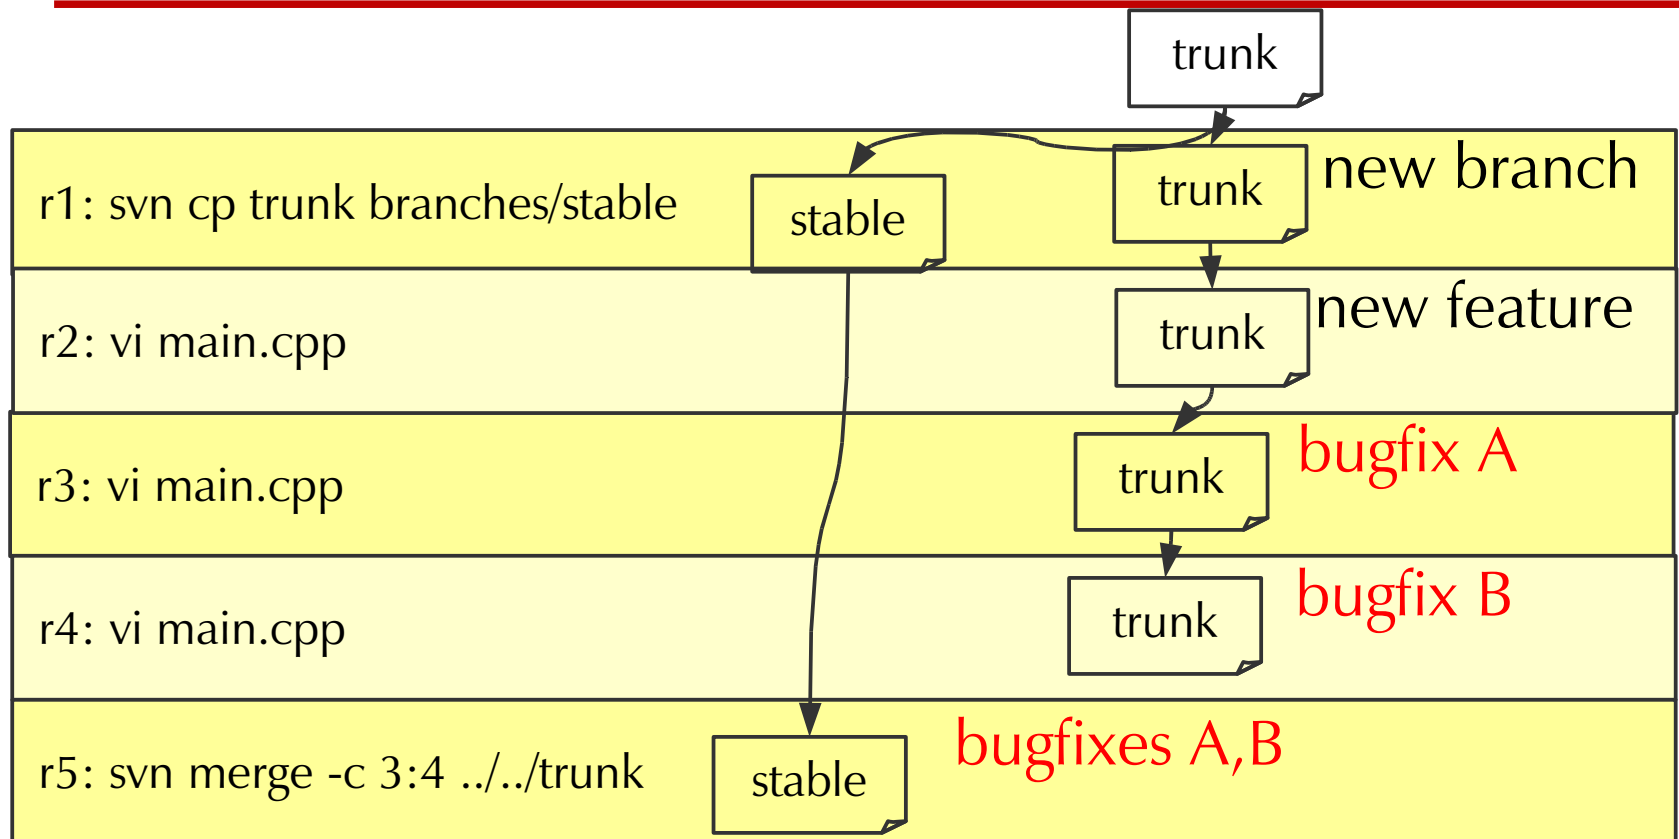 trunk
r1: svn cp trunk branches/stable
stable
trunk
new branch
r2: vi main.cpp
trunk
new feature
r3: vi main.cpp
trunk
bugfix A
r4: vi main.cpp
trunk
bugfix B
r5: svn merge -c 3:4 ../../trunk
stable
bugfixes A,B